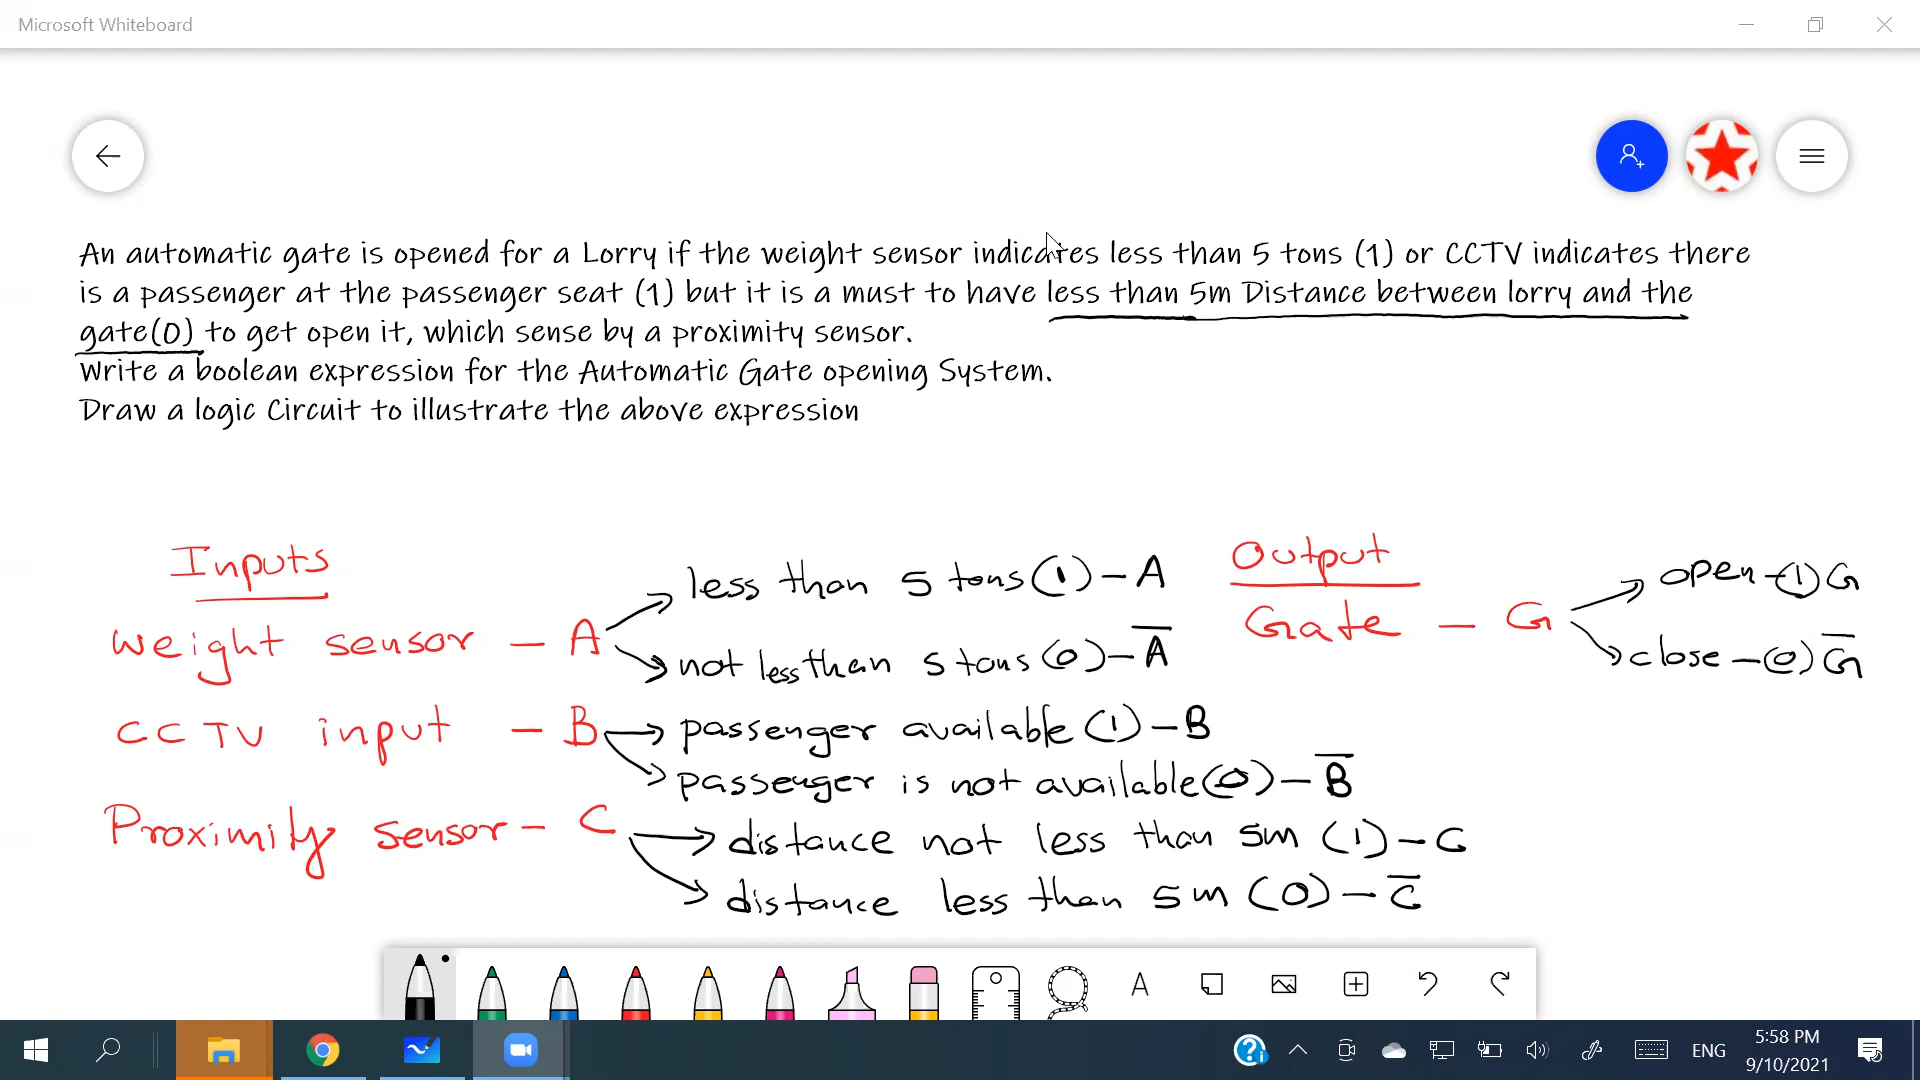 Microsoft Whiteboard
An automatic gate is opened for a Lorry if the weight sensor indicates less than 5 tons (1) or CCTV indicates there
is a passenger at the passenger seat (1) but it is a must to have less than 5m Distance between lorry and the
gate(0) to get open it, which sense by a proximity sensor.
Write a boolean expression for the Automatic Gate opening System.
Draw a logic Circuit to illustrate the above expression
Inputs
Weight sensor - A
less than 5 tons (1) - A
not less than 5 tons (0) - A̅
CCTV input - B
passenger available (1) - B
passenger is not available (0) - B̅
Proximity sensor - C
distance not less than 5m (1) - C
distance less than 5m (0) - C̅
Output
Gate - G
open - (1) G
close - (0) G̅
A
ENG
5:58 PM
9/10/2021